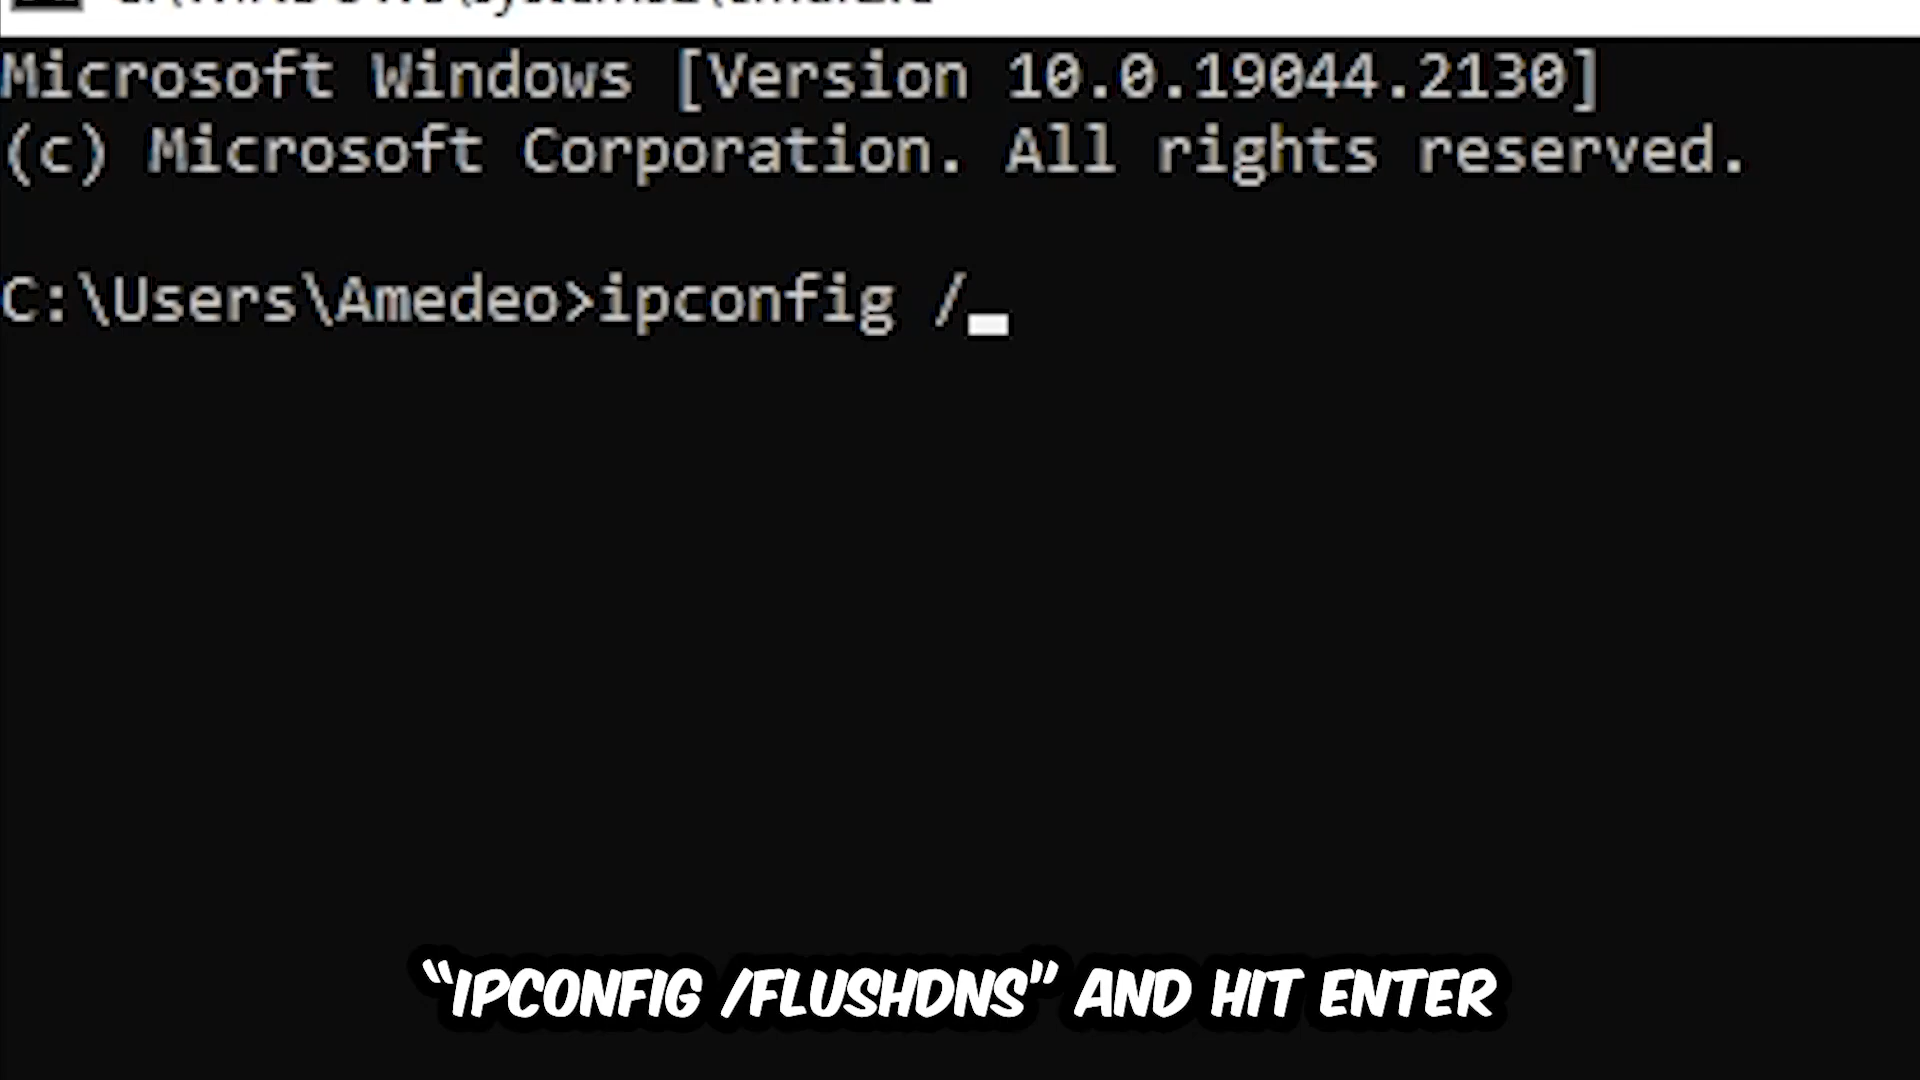 Microsoft Windows [Version 10.0.19044.2130]
(c) Microsoft Corporation. All rights reserved.
C:\Users\Amedeo>ipconfig /
“IPCONFIG /FLUSHDNS” AND HIT ENTER